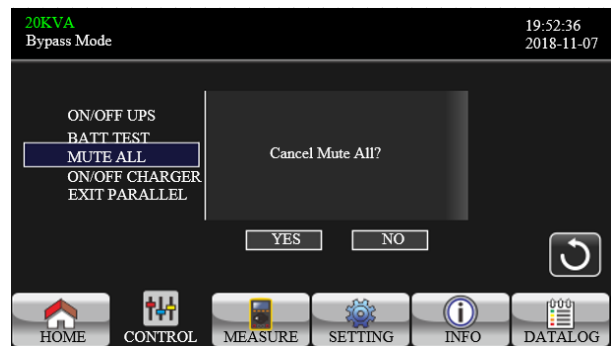 20KVA
Bypass Mode
19:52:36
2018-11-07
ON/OFF UPS
BATT TEST
MUTE ALL
ON/OFF CHARGER
EXIT PARALLEL
Cancel Mute All?
YES NO
HOME CONTROL MEASURE SETTING INFO DATALOG